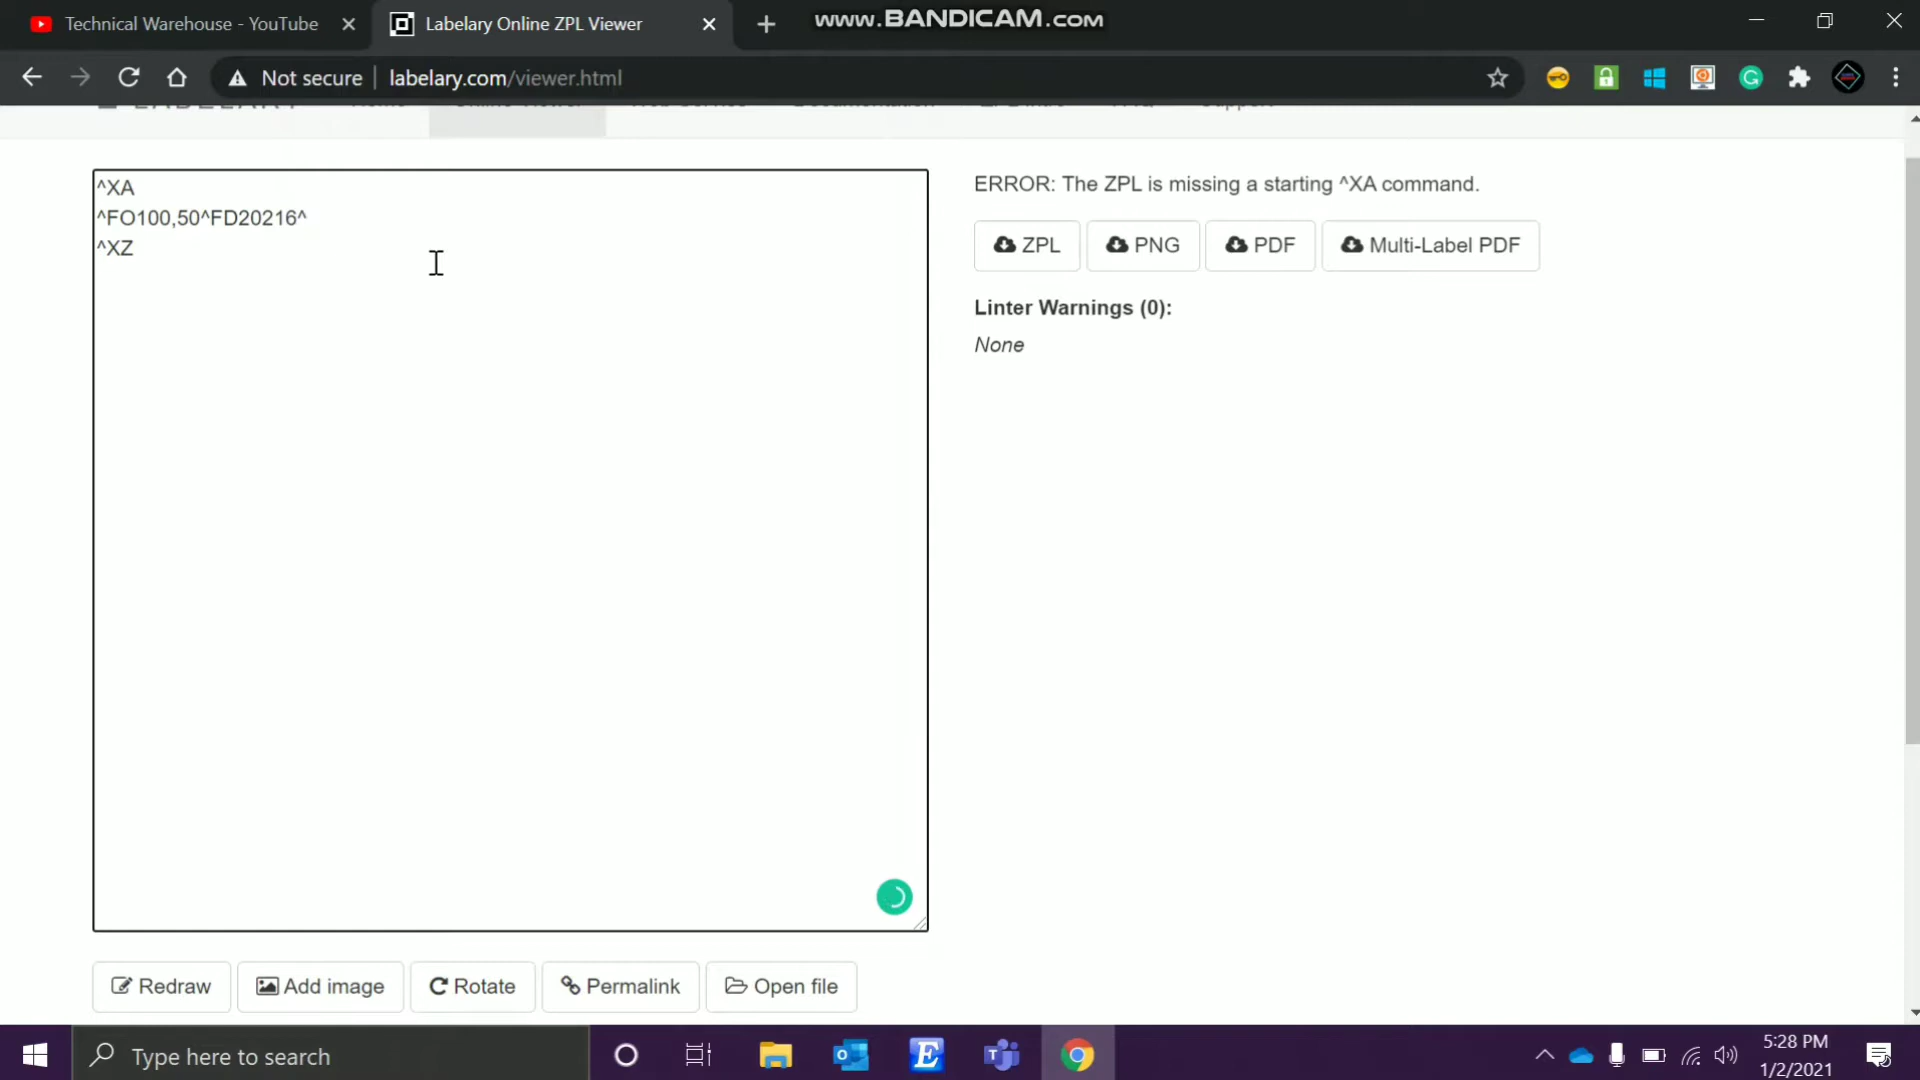 Technical Warehouse - YouTube
Labelary Online ZPL Viewer
www.BANDICAM.com
Not secure
labelary.com/viewer.html
^XA
^FO100,50^FD20216^
^XZ
ERROR: The ZPL is missing a starting ^XA command.
ZPL
PNG
PDF
Multi-Label PDF
Linter Warnings (0):
None
Redraw
Add image
Rotate
Permalink
Open file
Type here to search
5:28 PM
1/2/2021